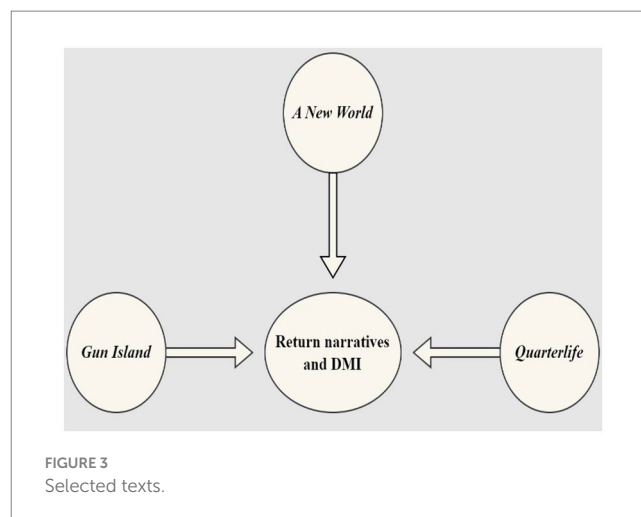 A New World
Gun Island
Return narratives
and DMI
Quarterlife
FIGURE 3
Selected texts.